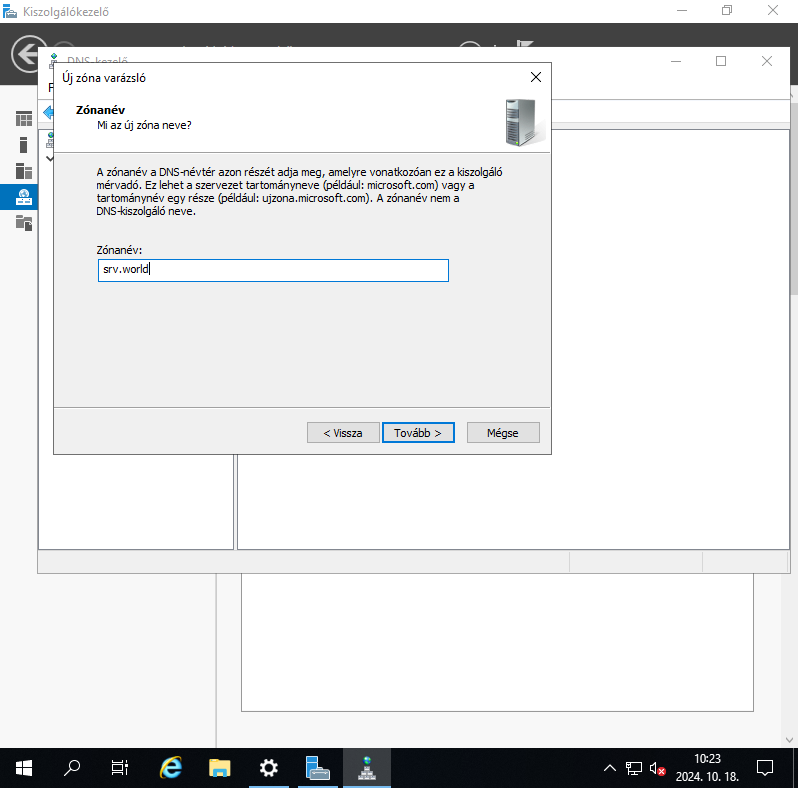 Kiszolgálókezelő
DNS-kezelő
Új zóna varázsló
Zónanév
Mi az új zóna neve?
A zónanév a DNS-névtér azon részét adja meg, amelyre vonatkozóan ez a kiszolgáló
mérvadó. Ez lehet a szervezet tartományneve (például: microsoft.com) vagy a
tartománynév egy része (például: ujzona.microsoft.com). A zónanév nem a
DNS-kiszolgáló neve.
Zónanév:
srv.world
< Vissza
Tovább >
Mégse
10:23
2024. 10. 18.